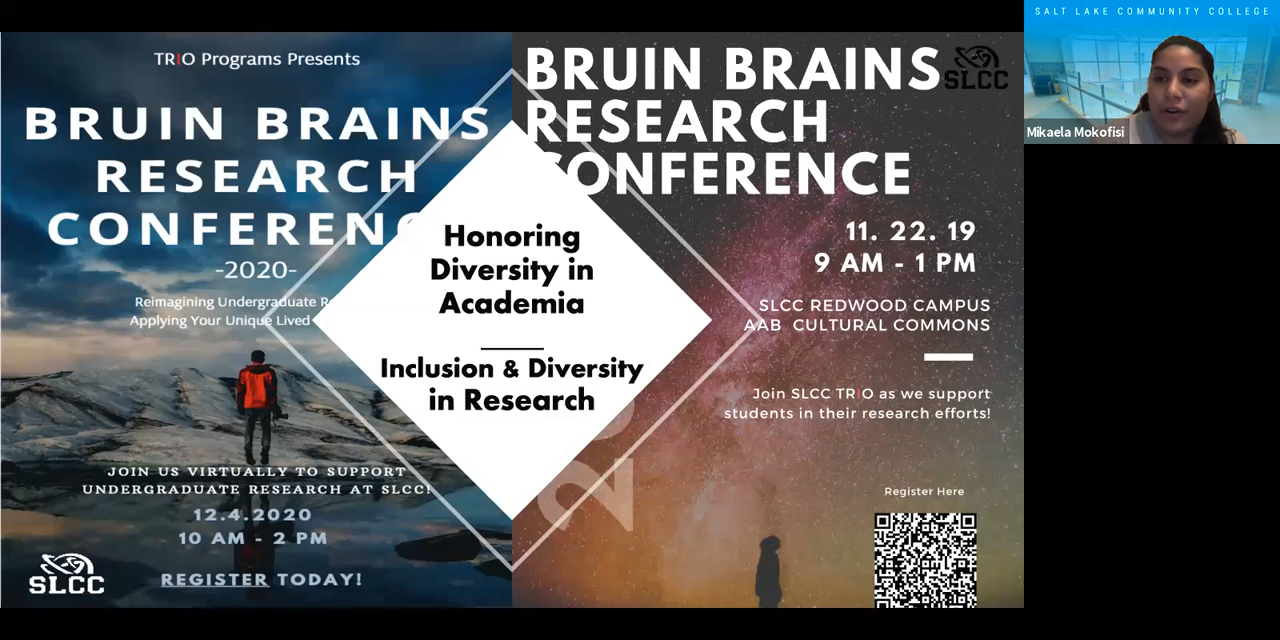 TRIO Programs Presents
BRUIN BRAINS
RESEARCH
CONFERENC
-2020-
Reimagining Undergraduate R
Applying Your Unique Lived
JOIN US VIRTUALLY TO SUPPORT
UNDERGRADUATE RESEARCH AT SLCC!
12.4.2020
10 AM - 2 PM
SLCC
REGISTER TODAY!
Honoring
Diversity in
Academia
Inclusion & Diversity
in Research
BRUIN BRAINS
RESEARCH
CONFERENCE
SLCC
11. 22. 19
9 AM - 1 PM
SLCC REDWOOD CAMPUS
AAB CULTURAL COMMONS
Join SLCC TRIO as we support
students in their research efforts!
Register Here
SALT LAKE COMMUNITY COLLEGE
Mikaela Mokofisi